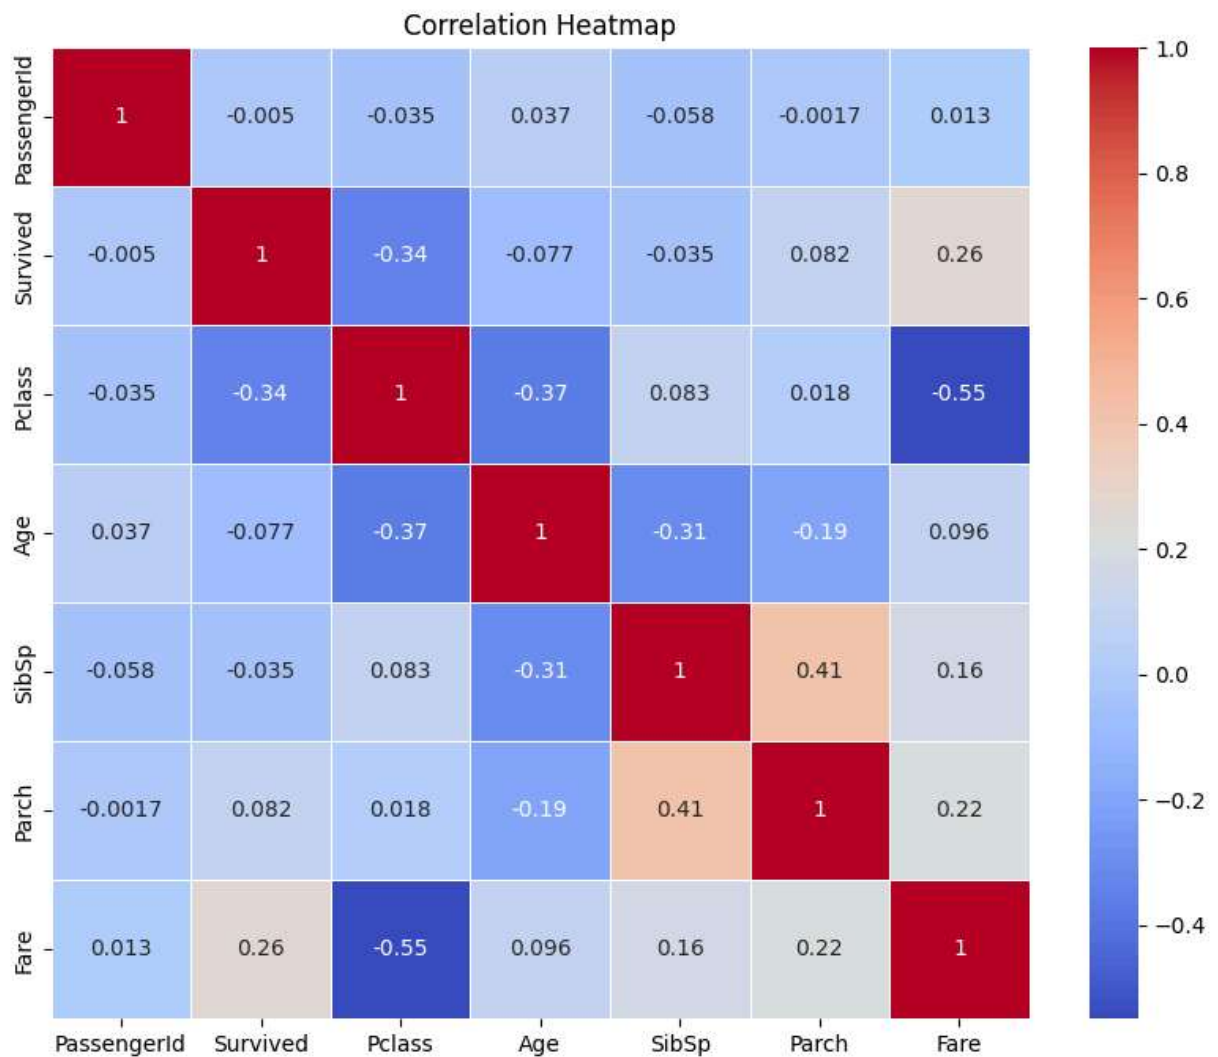 Correlation Heatmap
PassengerId 1 -0.005 -0.035 0.037 -0.058 -0.0017 0.013
Survived -0.005 1 -0.34 -0.077 -0.035 0.082 0.26
Pclass -0.035 -0.34 1 -0.37 0.083 0.018 -0.55
Age 0.037 -0.077 -0.37 1 -0.31 -0.19 0.096
SibSp -0.058 -0.035 0.083 -0.31 1 0.41 0.16
Parch -0.0017 0.082 0.018 -0.19 0.41 1 0.22
Fare 0.013 0.26 -0.55 0.096 0.16 0.22 1
PassengerId Survived Pclass Age SibSp Parch Fare
1.0
0.8
0.6
0.4
0.2
0.0
−0.2
−0.4